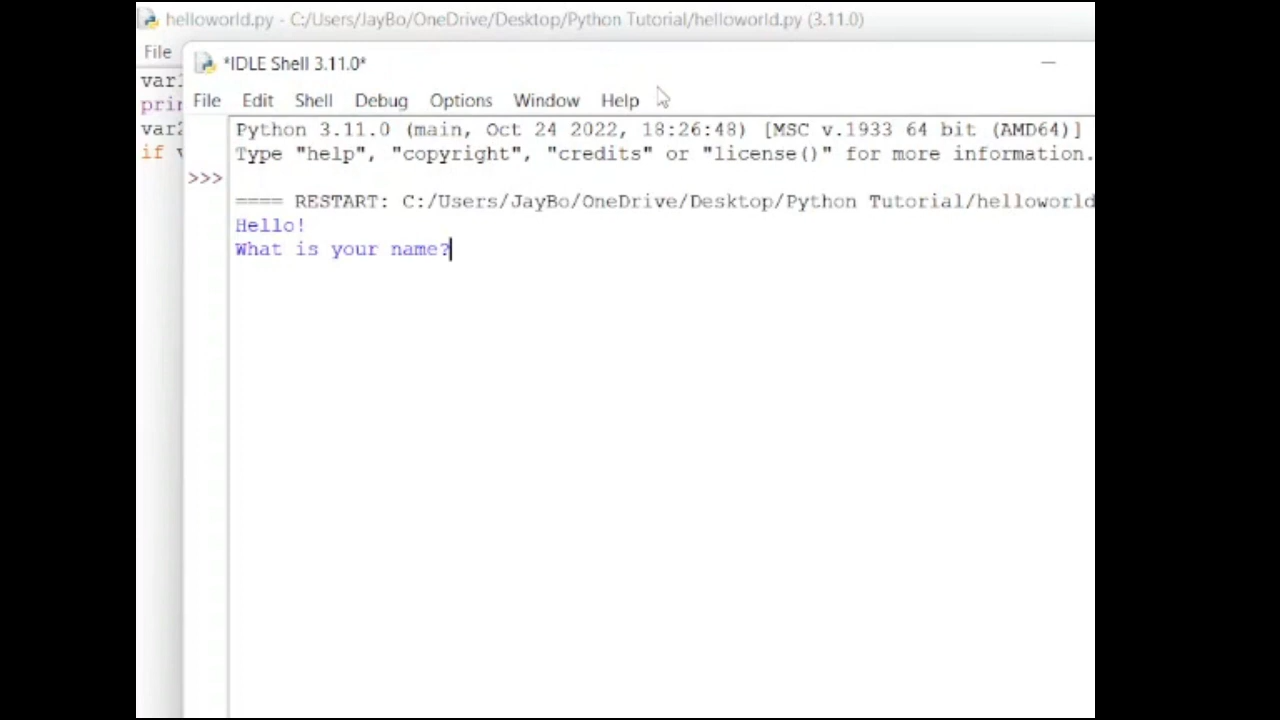 helloworld.py - C:/Users/JayBo/OneDrive/Desktop/Python Tutorial/helloworld.py (3.11.0)
File
*IDLE Shell 3.11.0*
File Edit Shell Debug Options Window Help
Python 3.11.0 (main, Oct 24 2022, 18:26:48) [MSC v.1933 64 bit (AMD64)]
Type "help", "copyright", "credits" or "license()" for more information.
>>>
==== RESTART: C:/Users/JayBo/OneDrive/Desktop/Python Tutorial/helloworld
Hello!
What is your name?
if